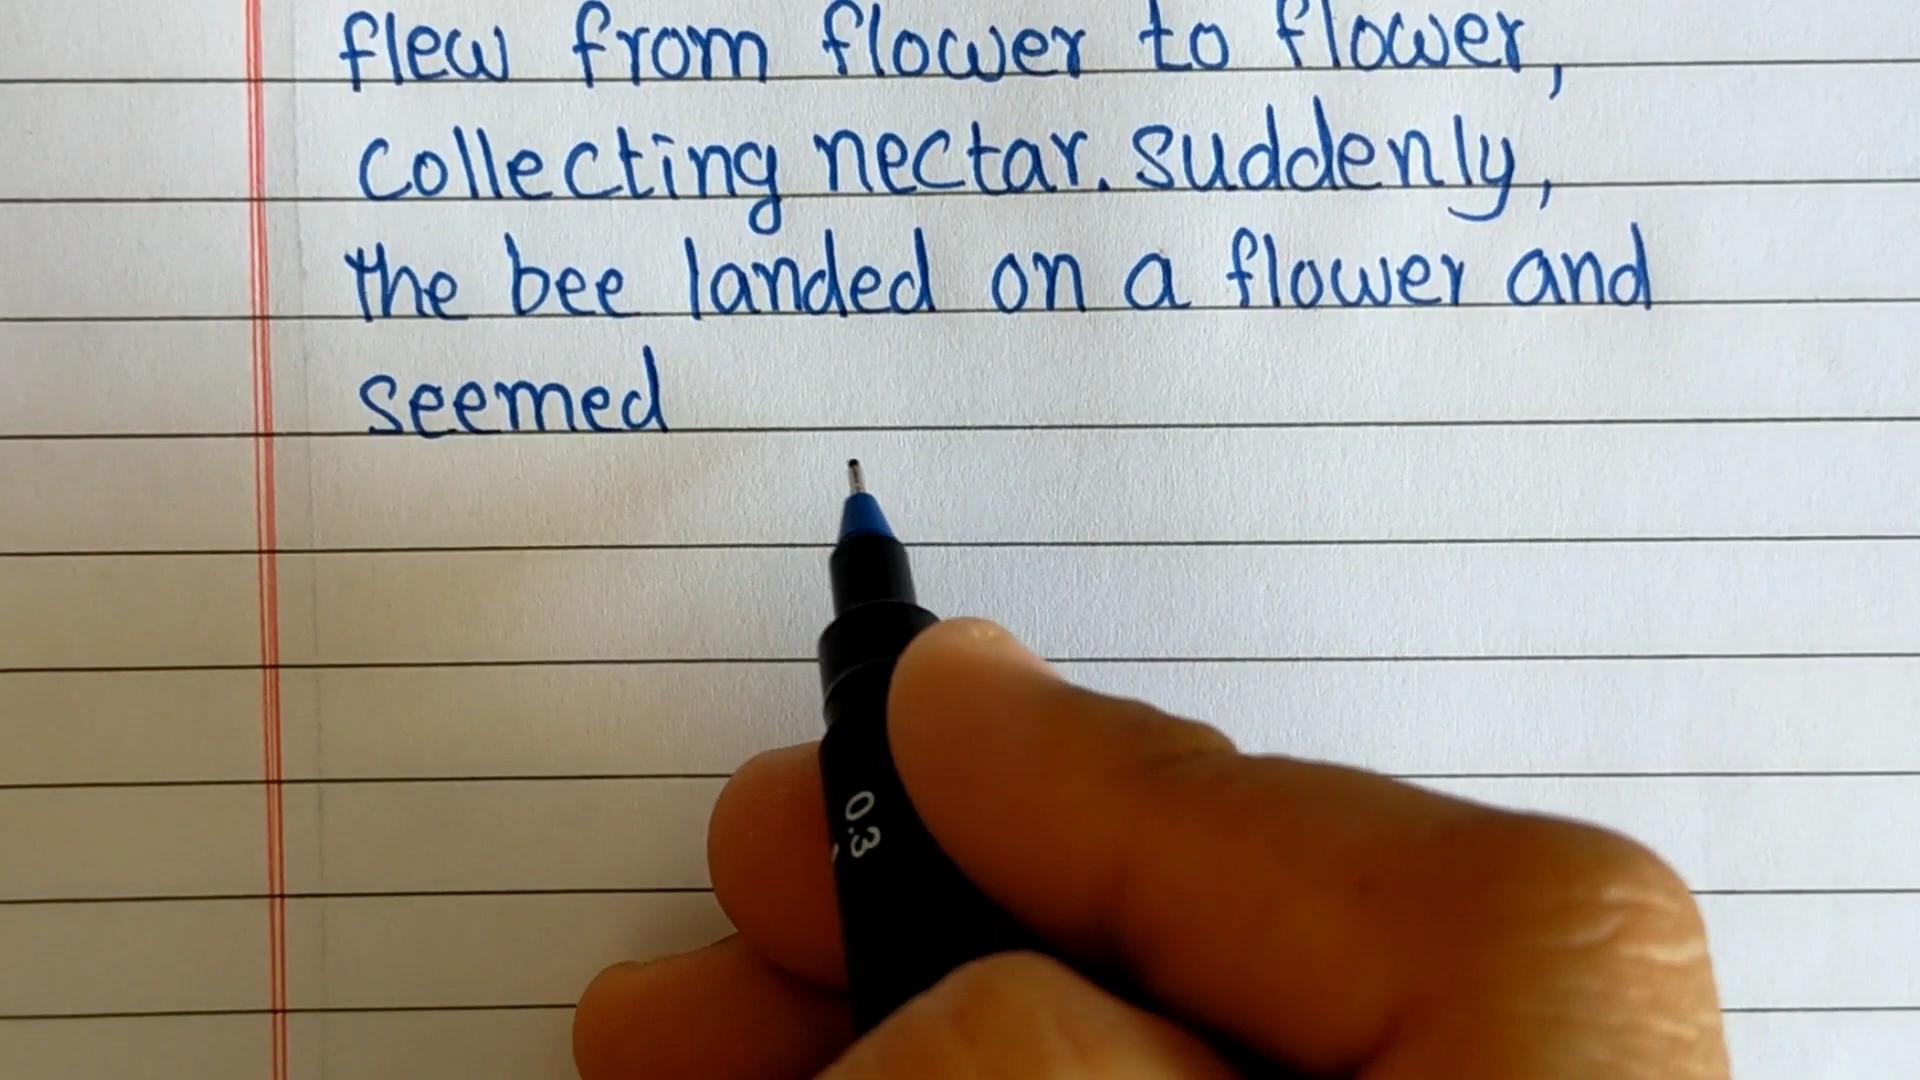 flew from flower to flower,
collecting nectar. suddenly,
the bee landed on a flower and
seemed
0.3